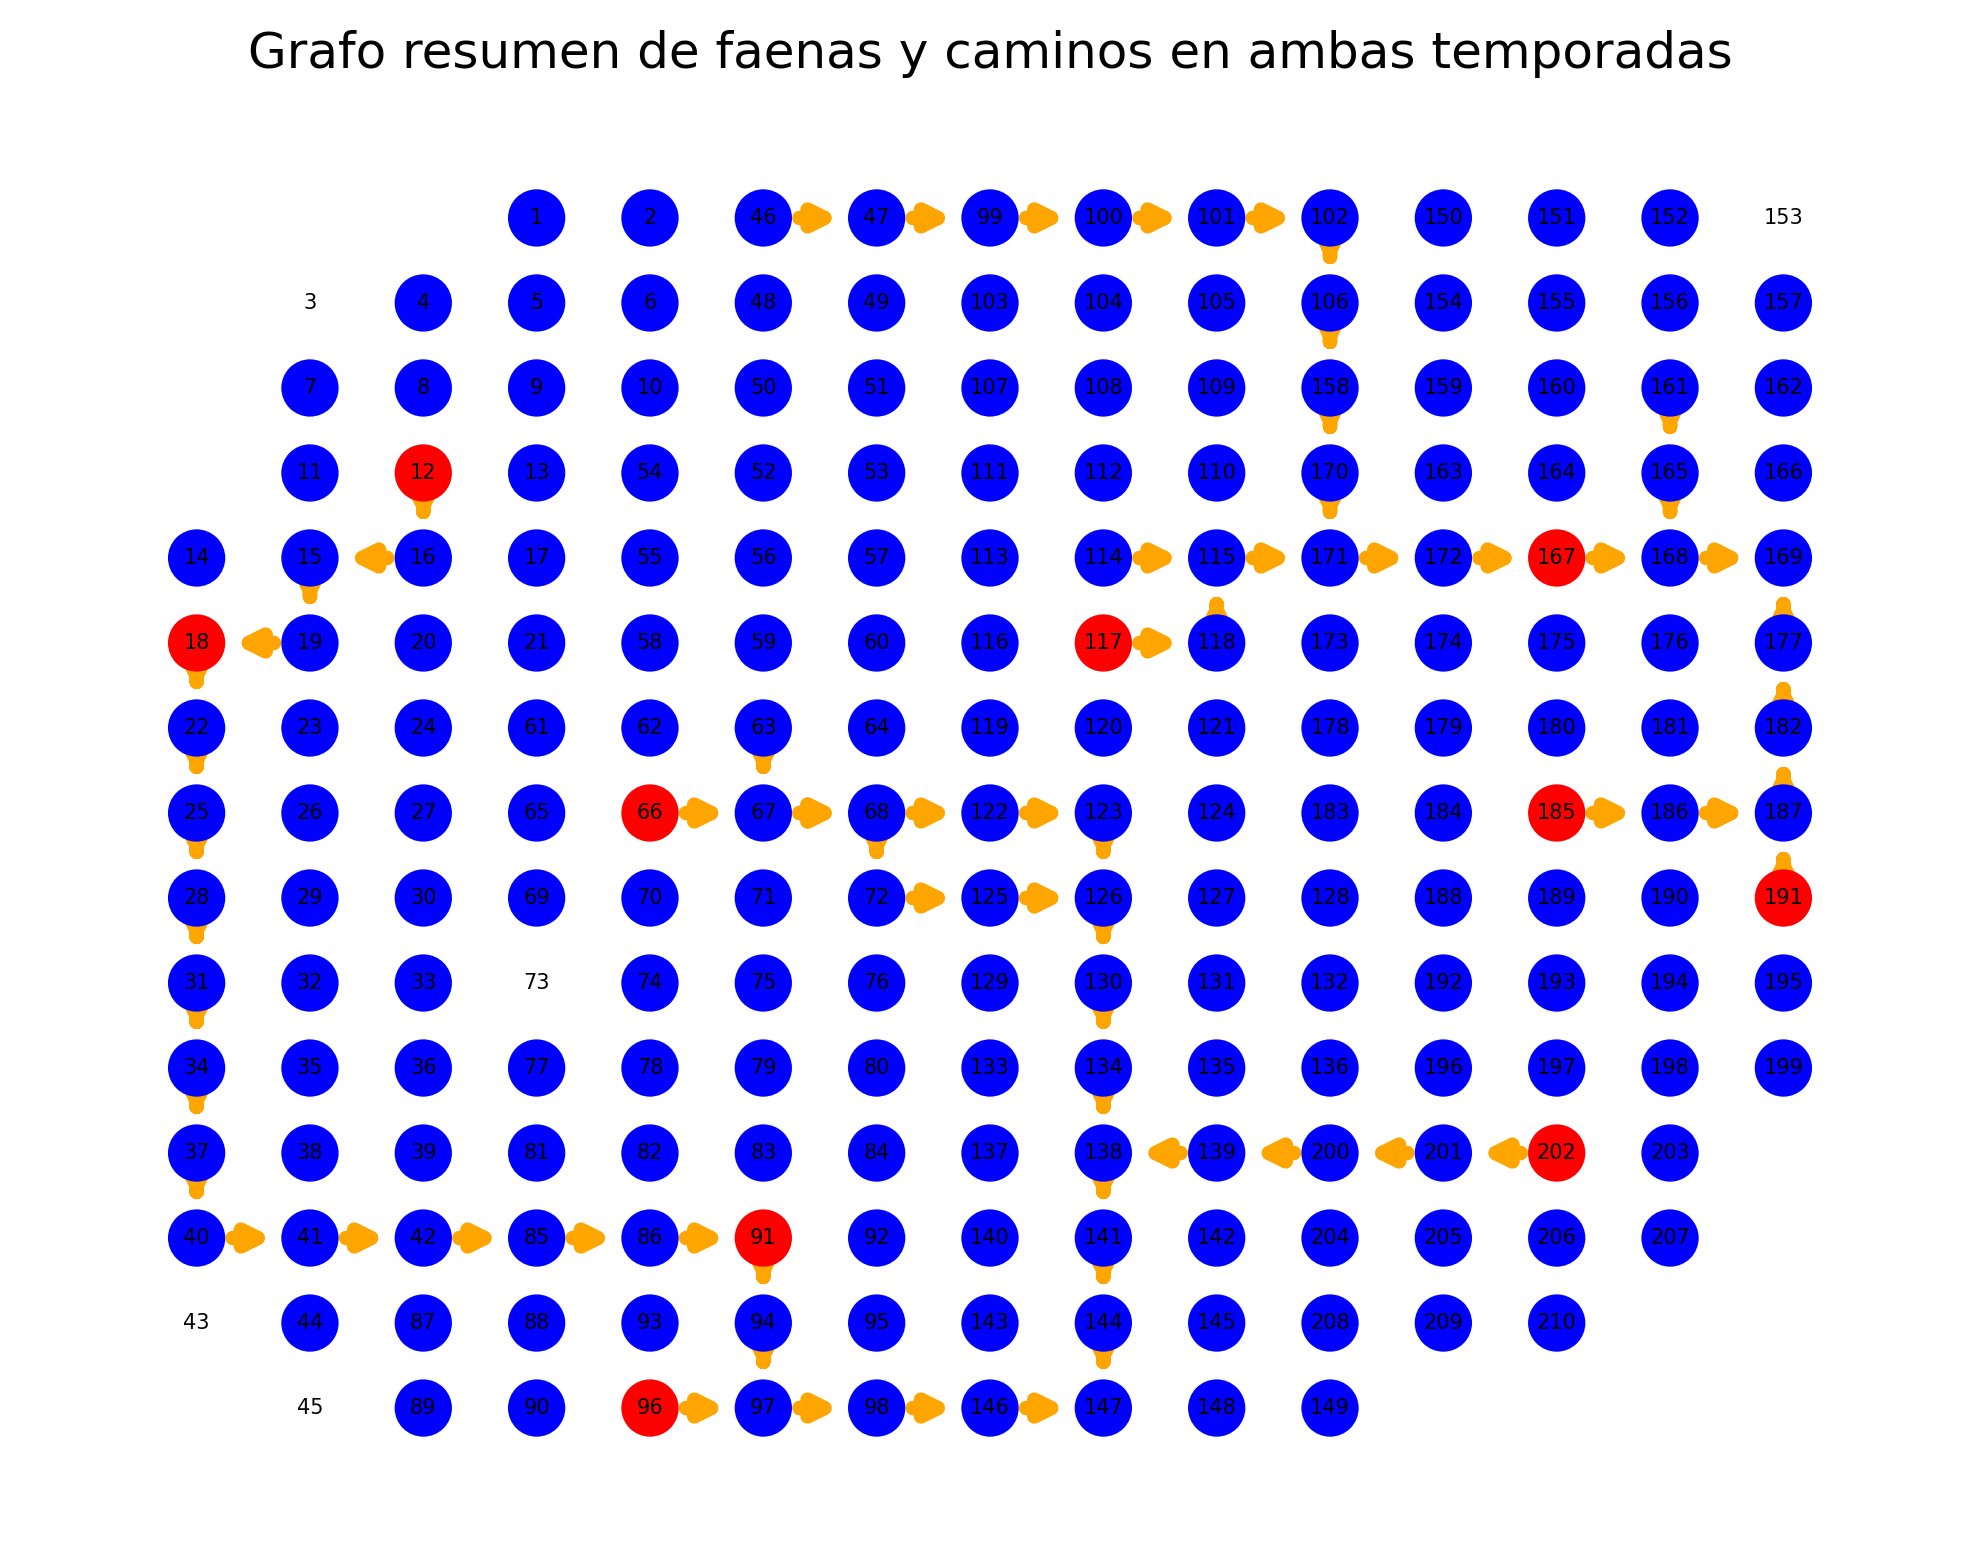 Grafo resumen de faenas y caminos en ambas temporadas
1 2 46 47 99 100 101 102 150 151 152 153
3 4 5 6 48 49 103 104 105 106 154 155 156 157
7 8 9 10 50 51 107 108 109 158 159 160 161 162
11 12 13 54 52 53 111 112 110 170 163 164 165 166
14 15 16 17 55 56 57 113 114 115 171 172 167 168 169
18 19 20 21 58 59 60 116 117 118 173 174 175 176 177
22 23 24 61 62 63 64 119 120 121 178 179 180 181 182
25 26 27 65 66 67 68 122 123 124 183 184 185 186 187
28 29 30 69 70 71 72 125 126 127 128 188 189 190 191
31 32 33 73 74 75 76 129 130 131 132 192 193 194 195
34 35 36 77 78 79 80 133 134 135 136 196 197 198 199
37 38 39 81 82 83 84 137 138 139 200 201 202 203
40 41 42 85 86 91 92 140 141 142 204 205 206 207
43 44 87 88 93 94 95 143 144 145 208 209 210
45 89 90 96 97 98 146 147 148 149